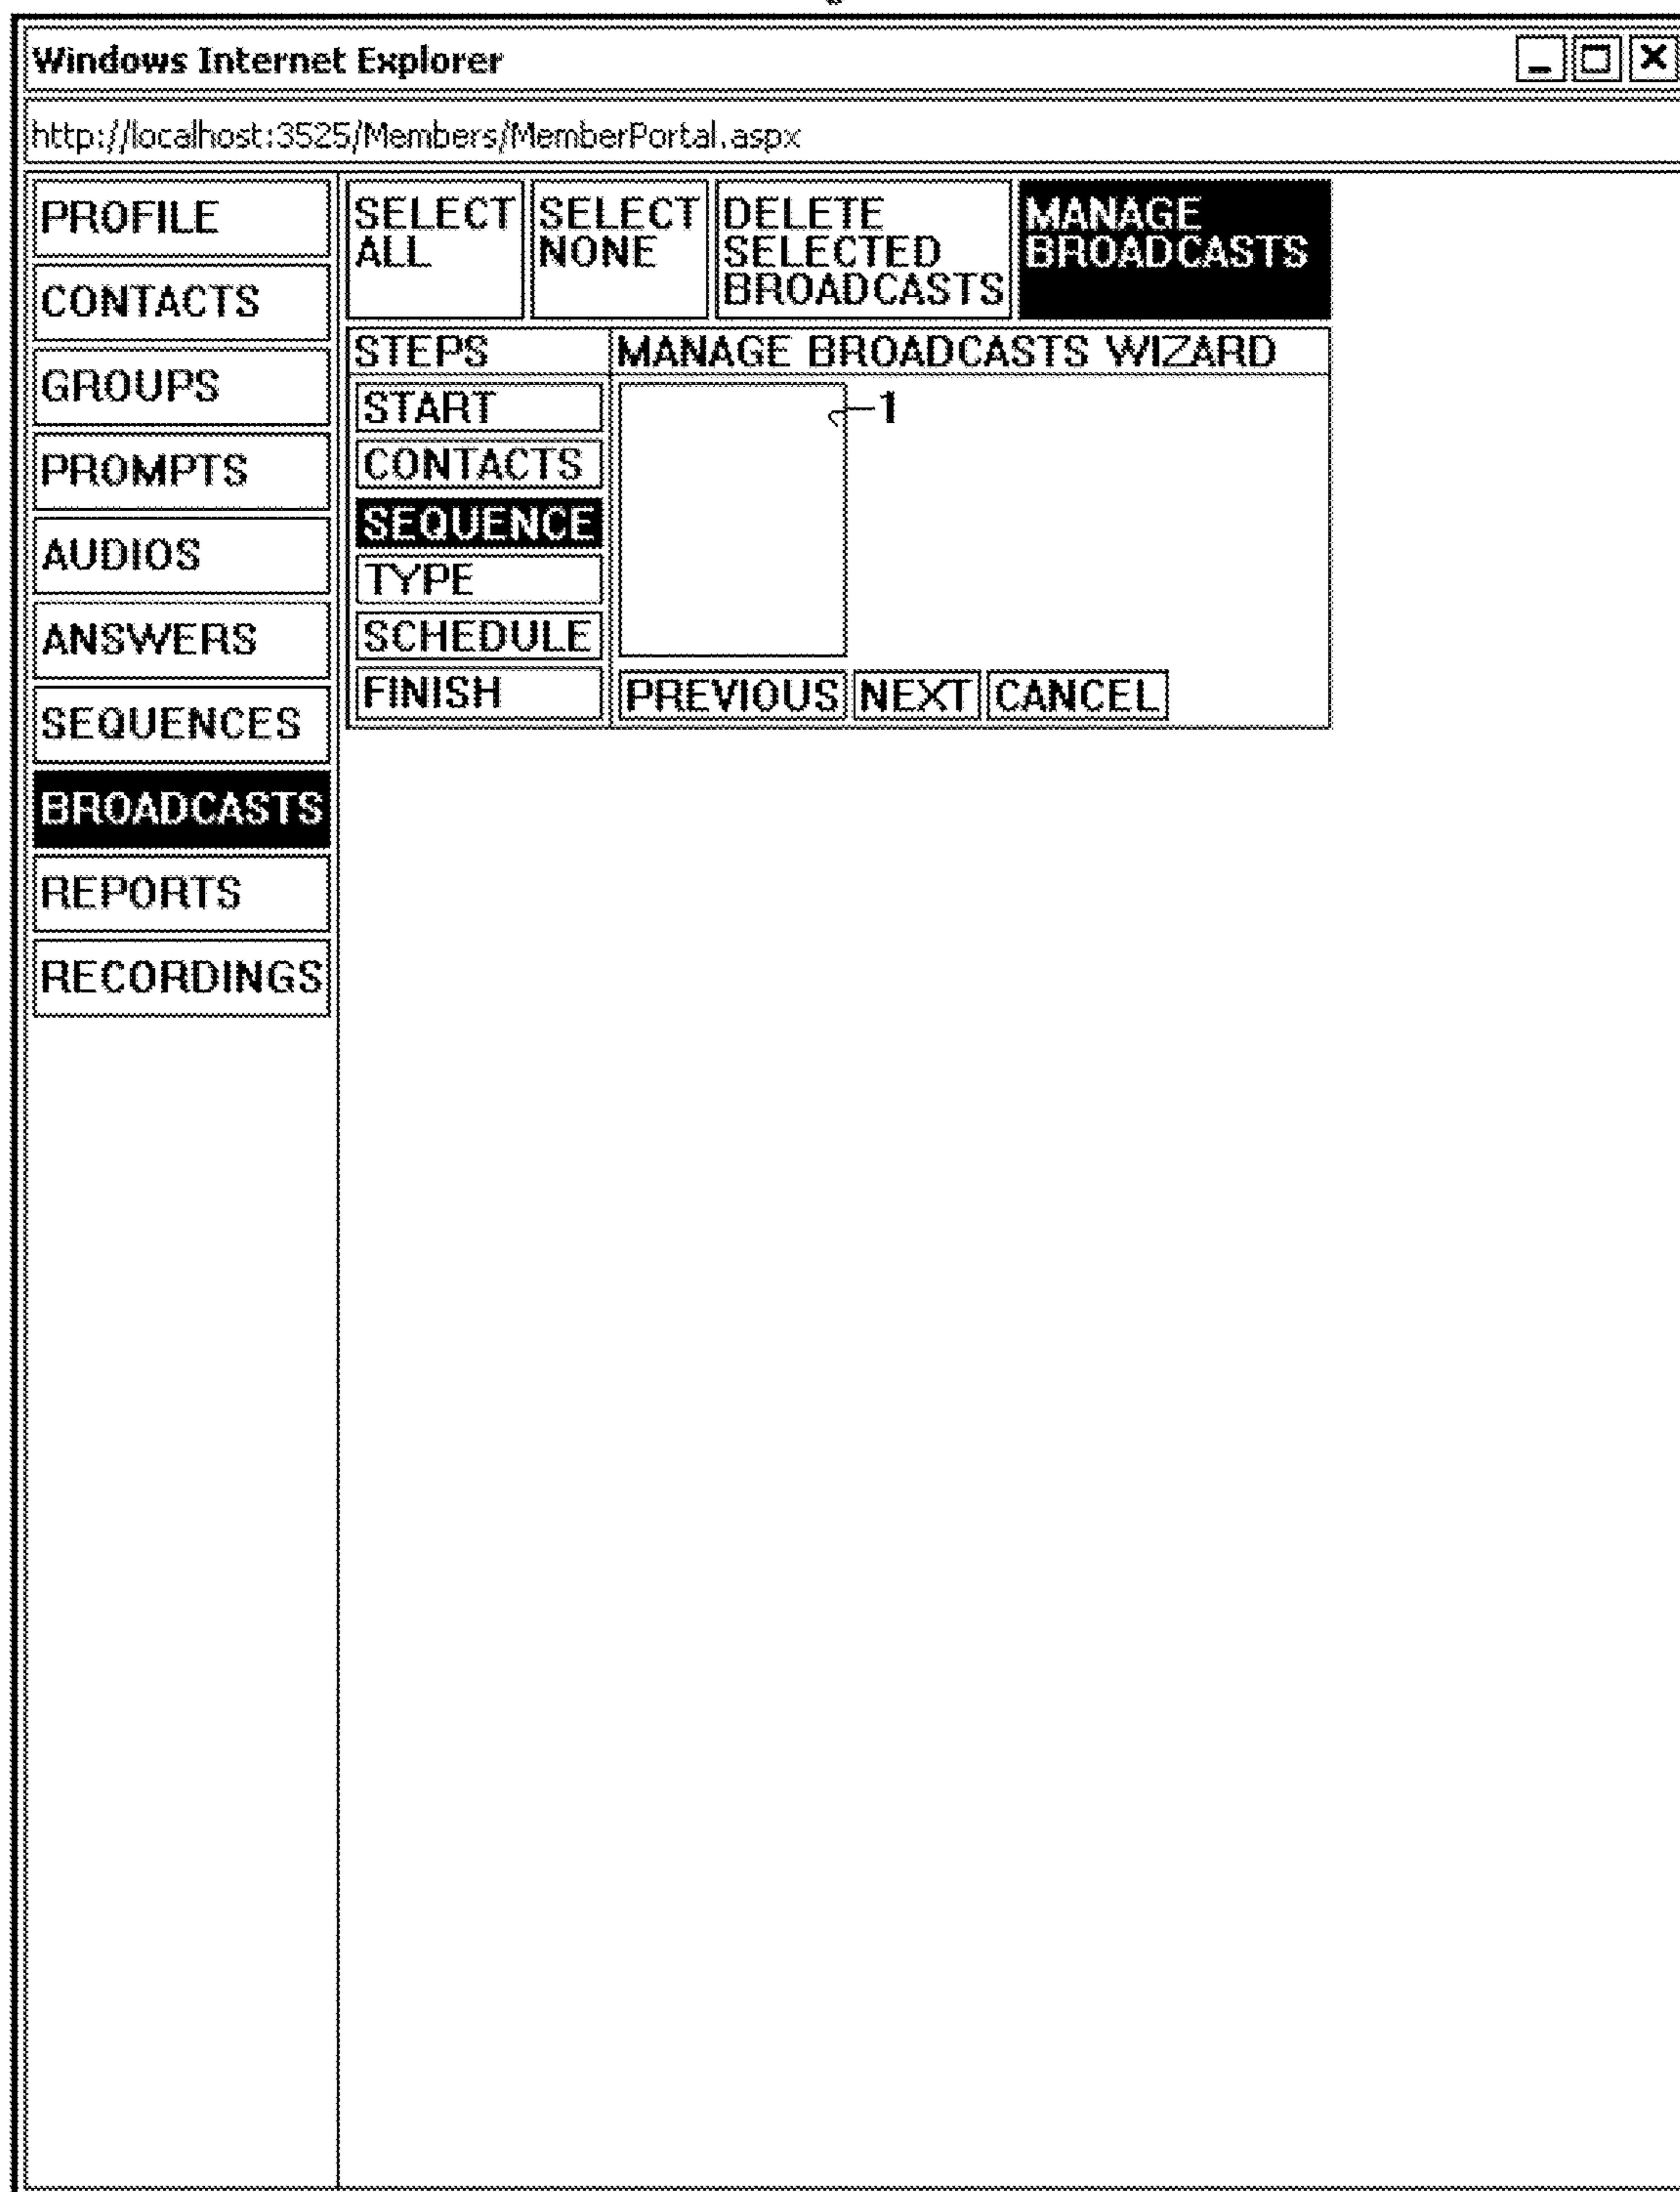 Windows Internet Explorer
http://localhost:3525/Members/MemberPortal.aspx
PROFILE
CONTACTS
GROUPS
PROMPTS
AUDIOS
ANSWERS
SEQUENCES
BROADCASTS
REPORTS
RECORDINGS
SELECT
ALL
SELECT
NONE
DELETE
SELECTED
BROADCASTS
MANAGE
BROADCASTS
STEPS
MANAGE BROADCASTS WIZARD
START
CONTACTS
SEQUENCE
TYPE
SCHEDULE
FINISH
1
PREVIOUS NEXT CANCEL